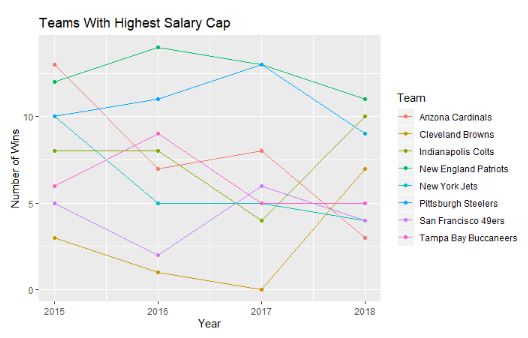 Teams With Highest Salary Cap
Number of Wins
10
5
0
2015
2016
2017
2018
Year
Team
Arizona Cardinals
Cleveland Browns
Indianapolis Colts
New England Patriots
New York Jets
Pittsburgh Steelers
San Francisco 49ers
Tampa Bay Buccaneers